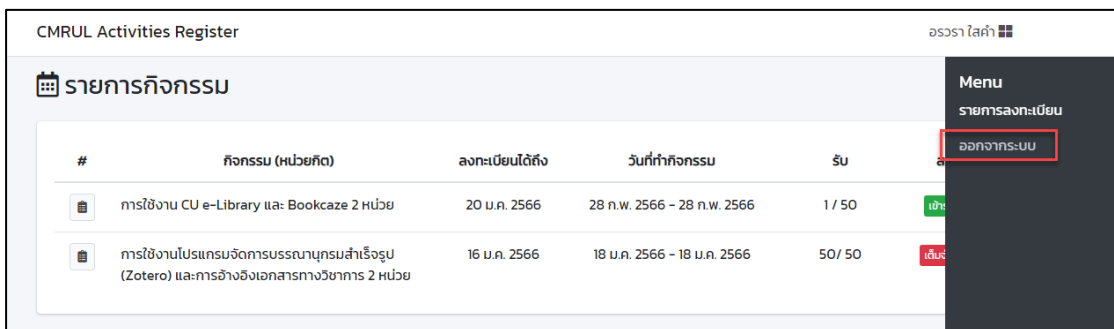 CMRUL Activities Register
อรวรา ใสคำ
รายการกิจกรรม
Menu
รายการลงทะเบียน
ออกจากระบบ
# กิจกรรม (หน่วยกิต) ลงทะเบียนได้ถึง วันที่ทำกิจกรรม รับ
การใช้งาน CU e-Library และ Bookcaze 2 หน่วย 20 ม.ค. 2566 28 ก.พ. 2566 - 28 ก.พ. 2566 1 / 50
การใช้งานโปรแกรมจัดการบรรณานุกรมสำเร็จรูป 16 ม.ค. 2566 18 ม.ค. 2566 - 18 ม.ค. 2566 50/ 50
(Zotero) และการอ้างอิงเอกสารทางวิชาการ 2 หน่วย